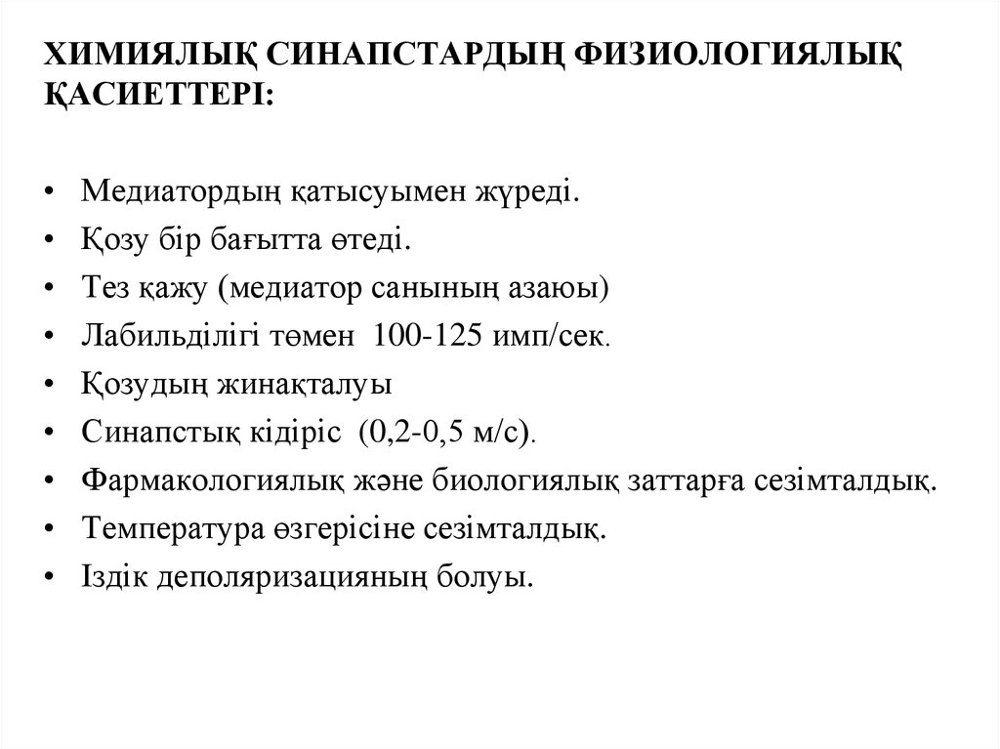 ХИМИЯЛЫҚ СИНАПСТАРДЫҢ ФИЗИОЛОГИЯЛЫҚ
ҚАСИЕТТЕРІ:
• Медиатордың қатысуымен жүреді.
• Қозу бір бағытта өтеді.
• Тез қажу (медиатор санының азаюы)
• Лабильділігі төмен  100-125 имп/сек.
• Қозудың жинақталуы
• Синапстық кідіріс  (0,2-0,5 м/с).
• Фармакологиялық және биологиялық заттарға сезімталдық.
• Температура өзгерісіне сезімталдық.
• Іздік деполяризацияның болуы.